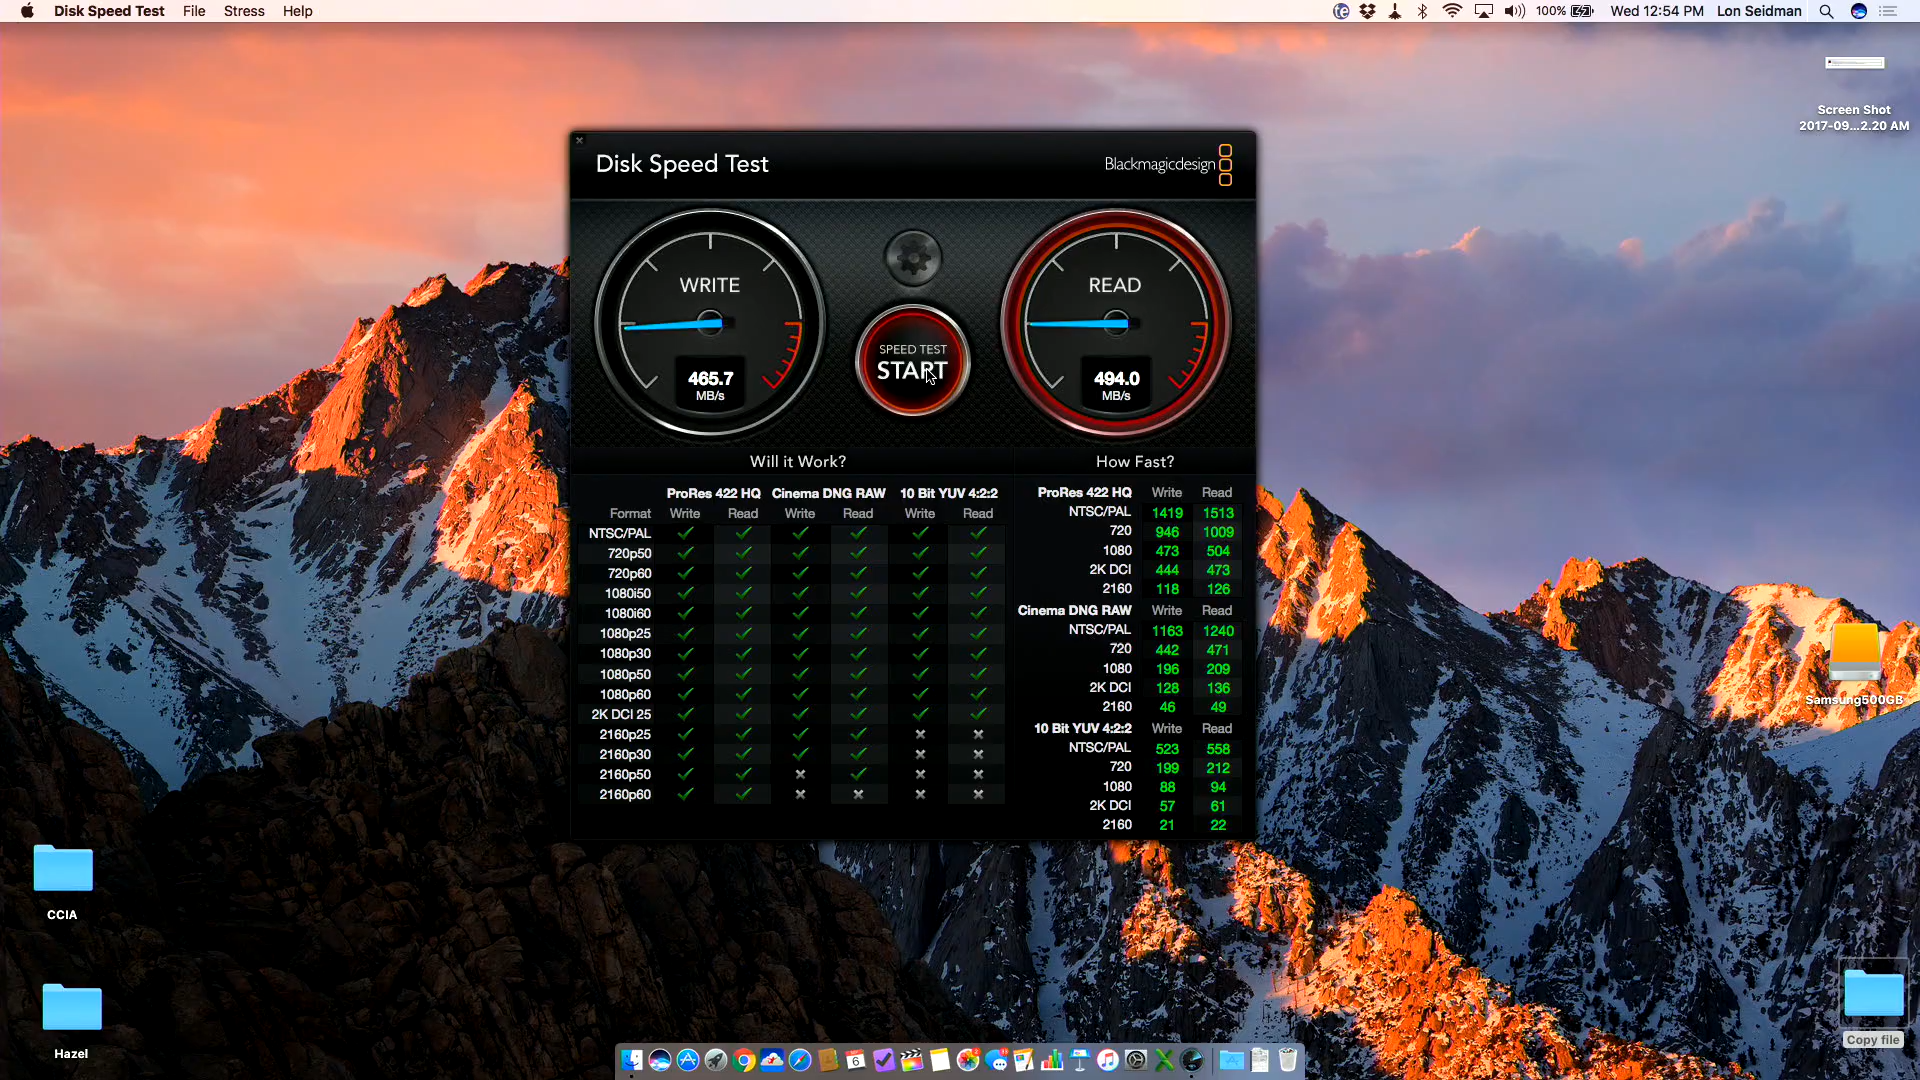 Disk Speed Test File Stress Help
100% Wed 12:54 PM Lon Seidman
Screen Shot
2017-09...2.20 AM
Disk Speed Test
Blackmagicdesign
WRITE
465.7
MB/s
SPEED TEST
START
READ
494.0
MB/s
Will it Work?
ProRes 422 HQ Cinema DNG RAW 10 Bit YUV 4:2:2
Format Write Read Write Read Write Read
NTSC/PAL
720p50
720p60
1080i50
1080i60
1080p25
1080p30
1080p50
1080p60
2K DCI 25
2160p25
2160p30
2160p50
2160p60
How Fast?
ProRes 422 HQ Write Read
NTSC/PAL 1419 1513
720 946 1009
1080 473 504
2K DCI 444 473
2160 118 126
Cinema DNG RAW Write Read
NTSC/PAL 1163 1240
720 442 471
1080 196 209
2K DCI 128 136
2160 46 49
10 Bit YUV 4:2:2 Write Read
NTSC/PAL 523 558
720 199 212
1080 88 94
2K DCI 57 61
2160 21 22
Samsung500GB
CCIA
Hazel
Copy file